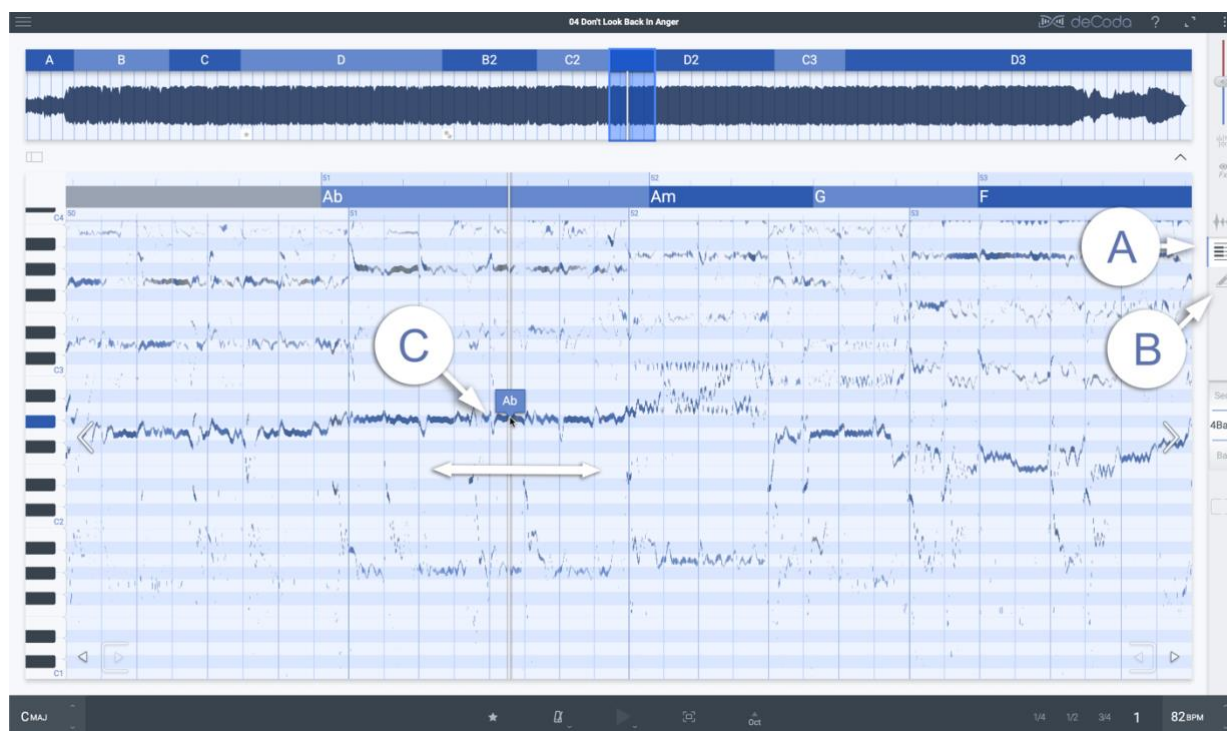 04 Don't Look Back In Anger
deCoda ?
A B C D B2 C2 D2 C3 D3
51 52 53
Ab Am G F
50 51 52 53
C4
A
C
B
C3
Ab
4Ba
Ba
C2
C1
CMAJ Oct 1/4 1/2 3/4 1 82BPM